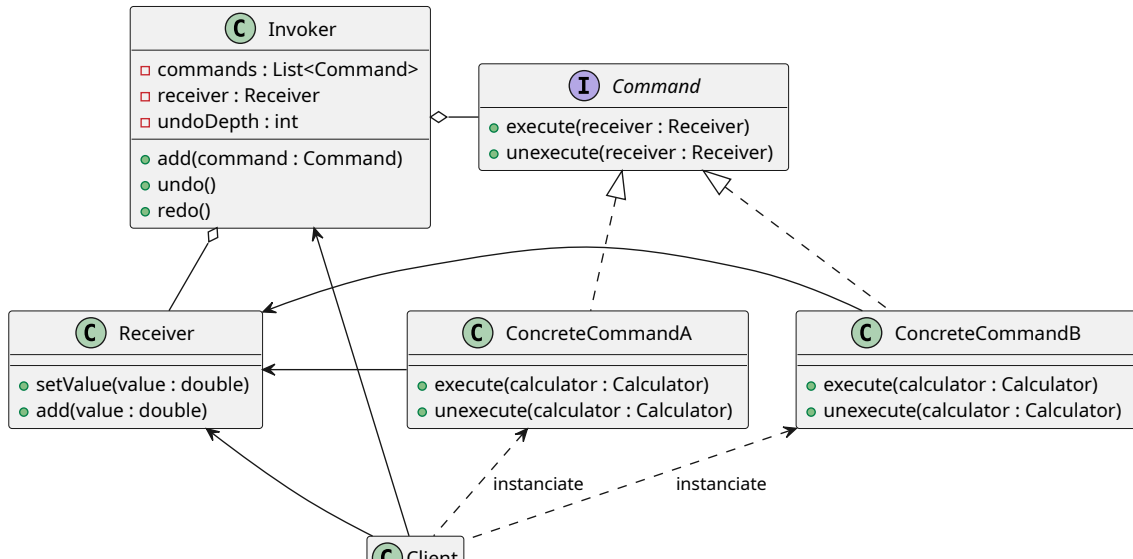 C Invoker
commands : List<Command>
receiver : Receiver
undoDepth : int
add(command : Command)
undo()
redo()
I Command
execute(receiver : Receiver)
unexecute(receiver : Receiver)
C Receiver
setValue(value : double)
add(value : double)
C ConcreteCommandA
execute(calculator : Calculator)
unexecute(calculator : Calculator)
C ConcreteCommandB
execute(calculator : Calculator)
unexecute(calculator : Calculator)
instanciate
instanciate
C Client